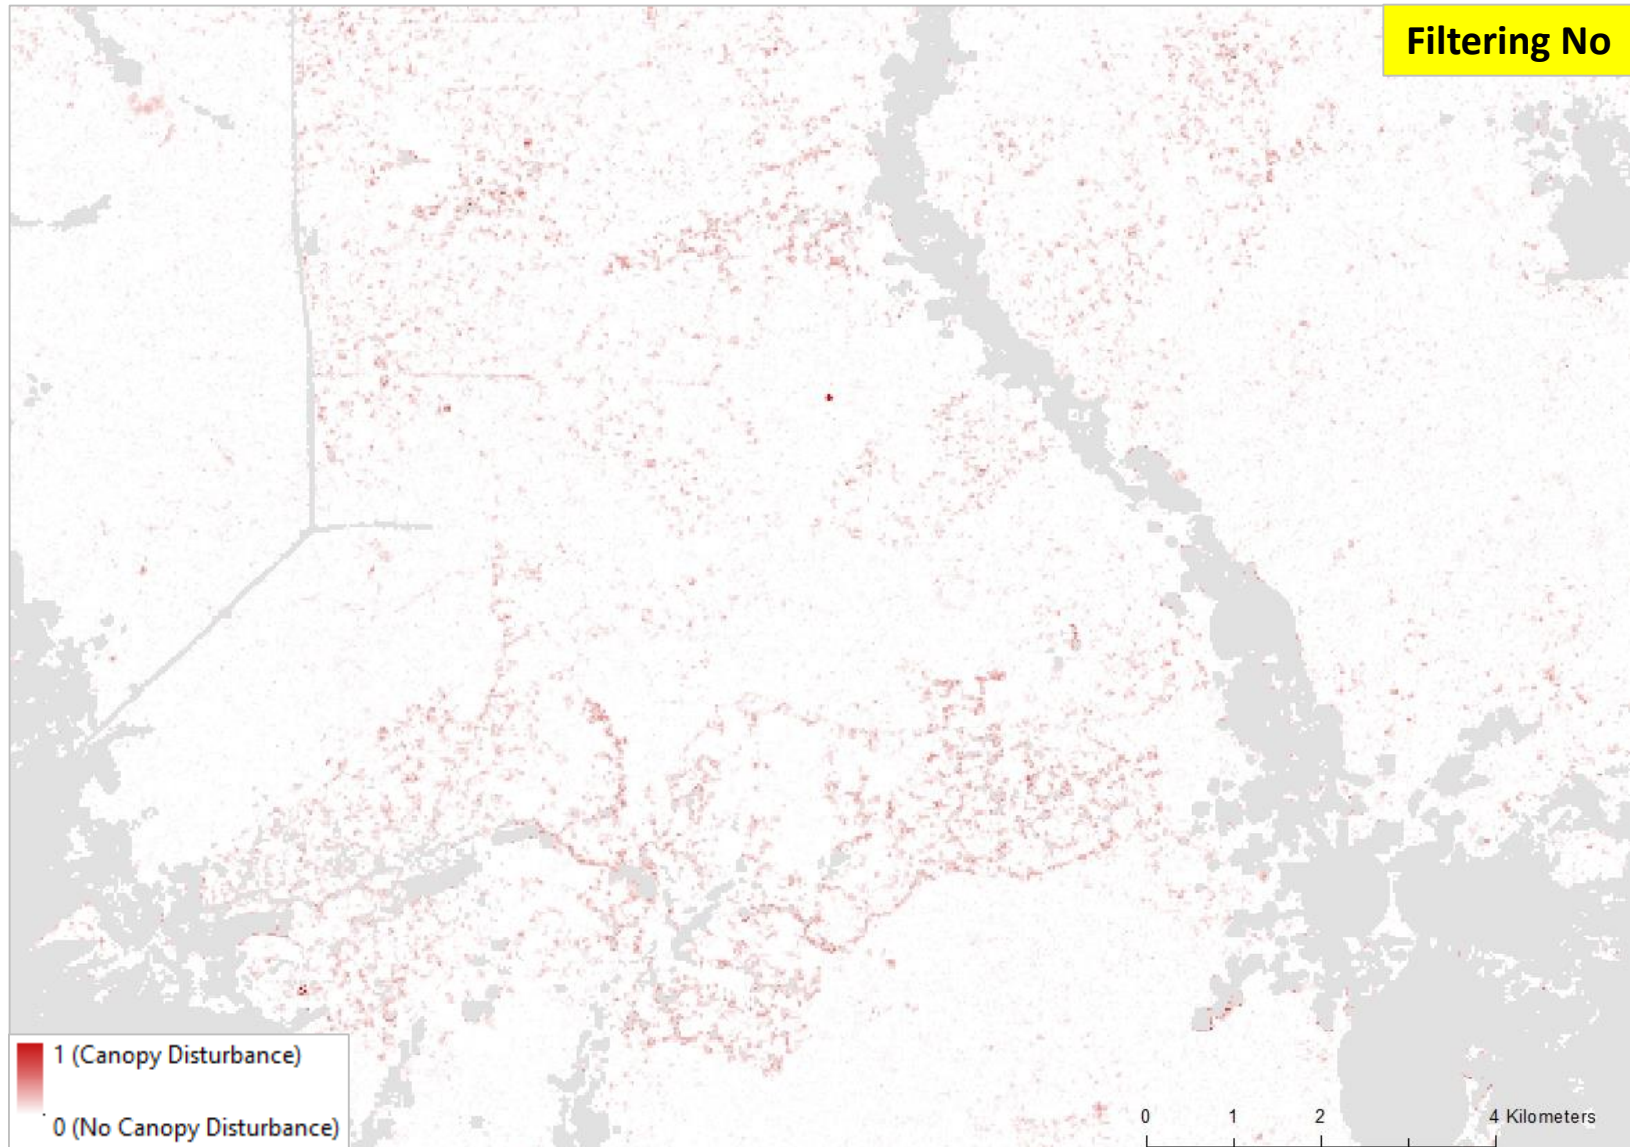 Filtering No
1 (Canopy Disturbance)
0 (No Canopy Disturbance)
0 1 2 4 Kilometers